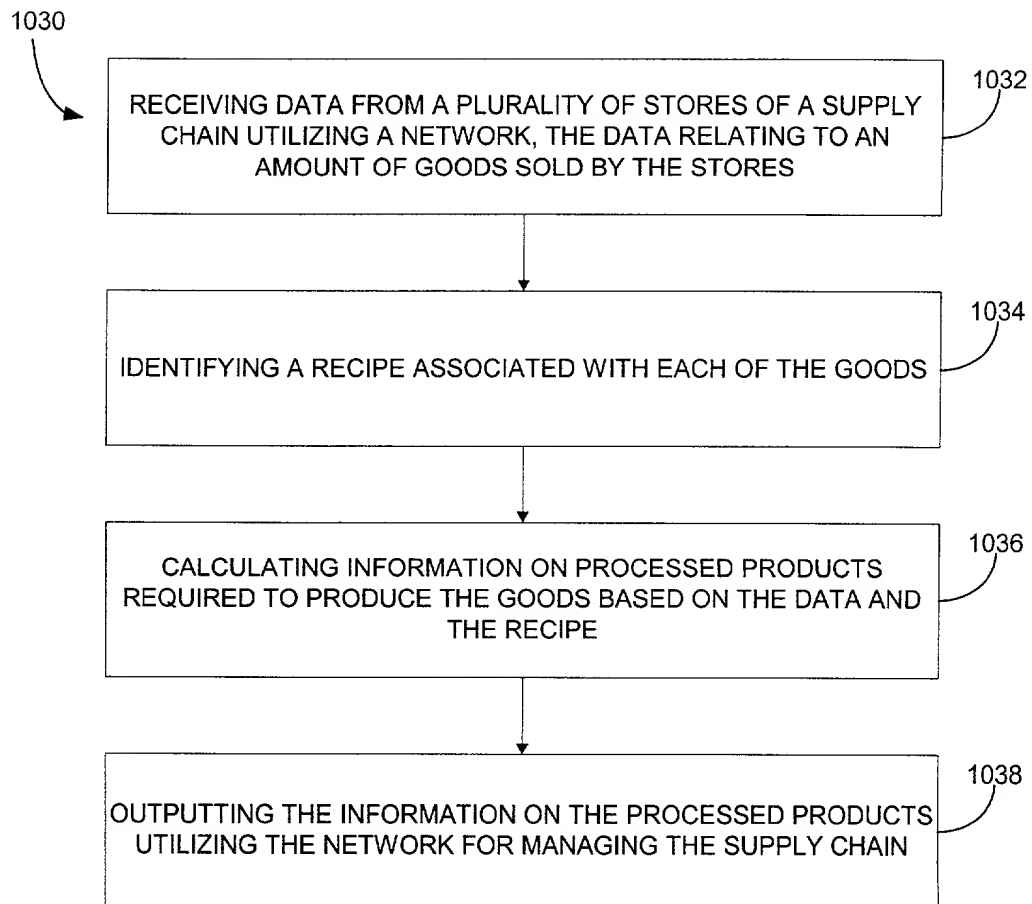 1030
1032
RECEIVING DATA FROM A PLURALITY OF STORES OF A SUPPLY
CHAIN UTILIZING A NETWORK, THE DATA RELATING TO AN
AMOUNT OF GOODS SOLD BY THE STORES
1034
IDENTIFYING A RECIPE ASSOCIATED WITH EACH OF THE GOODS
1036
CALCULATING INFORMATION ON PROCESSED PRODUCTS
REQUIRED TO PRODUCE THE GOODS BASED ON THE DATA AND
THE RECIPE
1038
OUTPUTTING THE INFORMATION ON THE PROCESSED PRODUCTS
UTILIZING THE NETWORK FOR MANAGING THE SUPPLY CHAIN